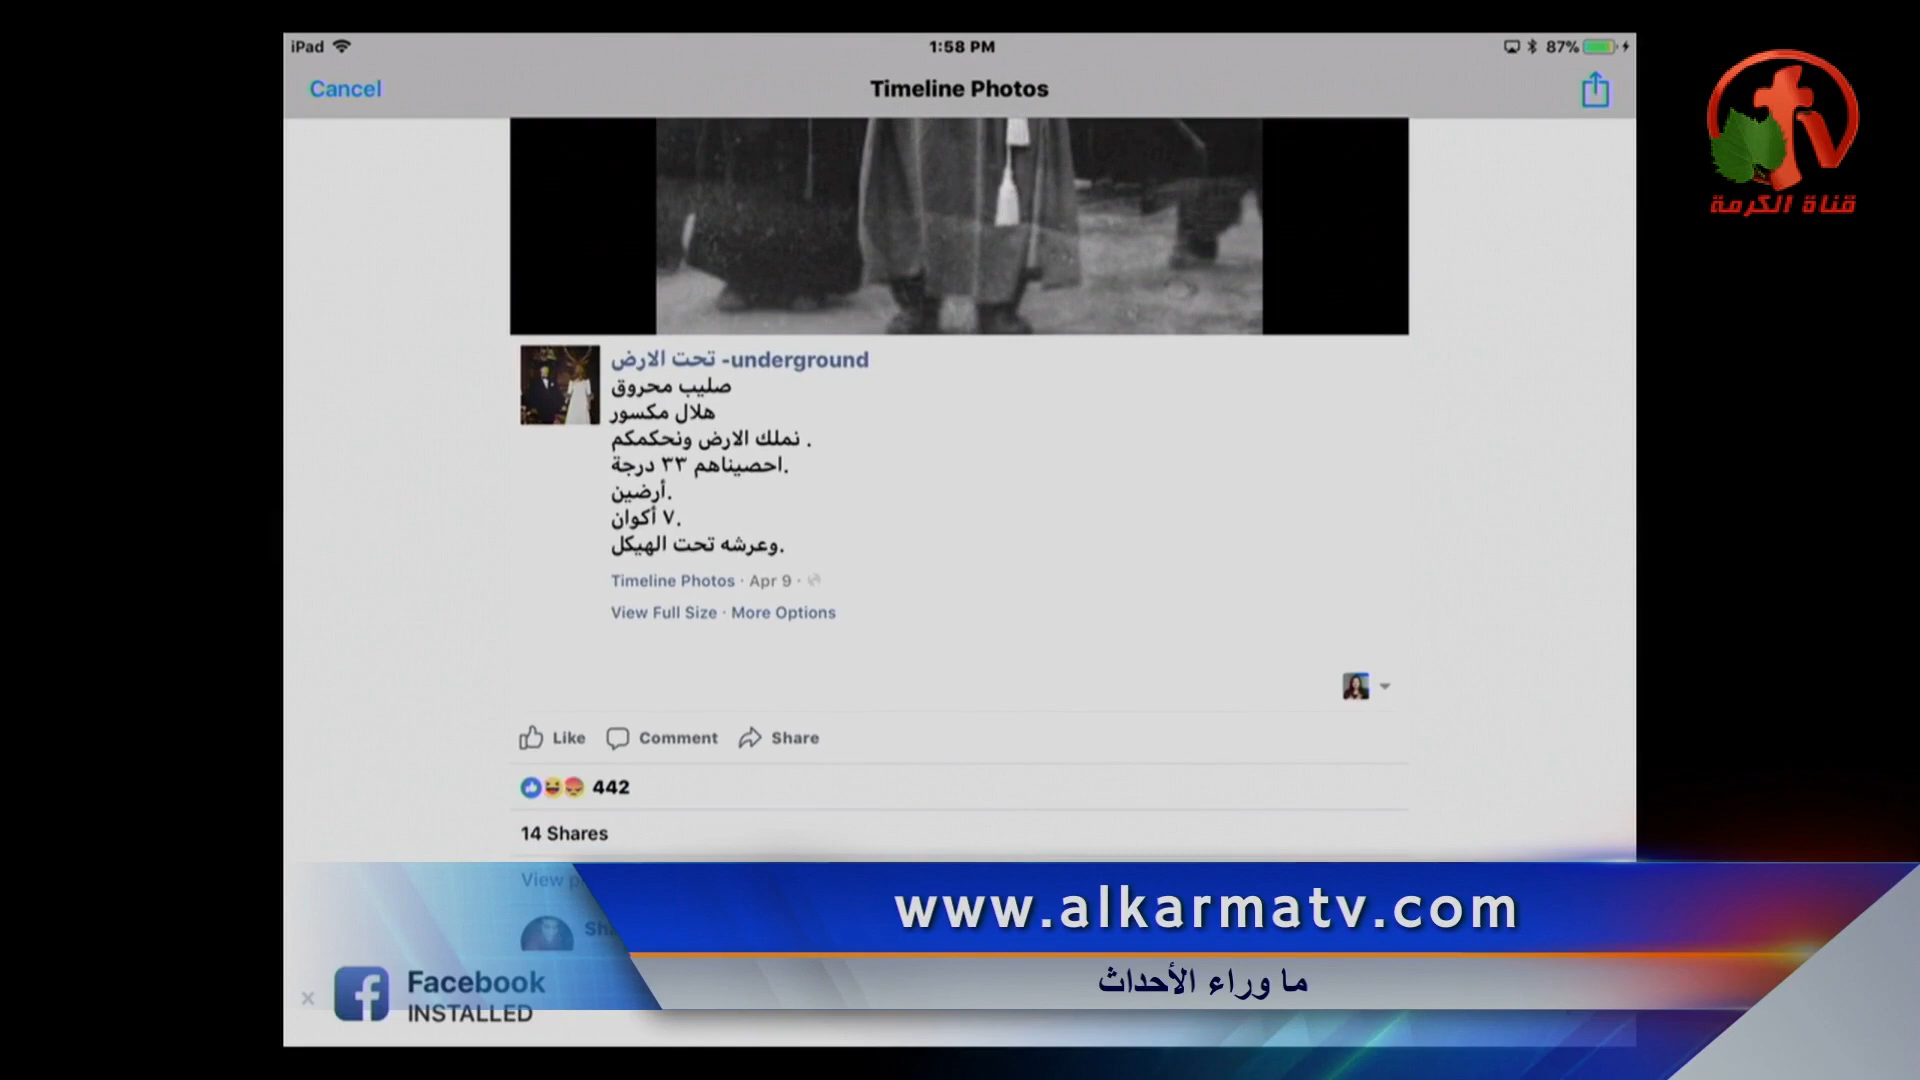 iPad
1:58 PM
87%
Cancel
Timeline Photos
tv
قناة الكرمة
تحت الارض -underground
صليب محروق
هلال مكسور
نملك الارض ونحكمكم .
احصيناهم ٣٣ درجة.
أرضين.
٧ أكوان.
وعرشه تحت الهيكل.
Timeline Photos · Apr 9 ·
View Full Size · More Options
Like Comment Share
442
14 Shares
View
www.alkarmatv.com
ما وراء الأحداث
Facebook
INSTALLED